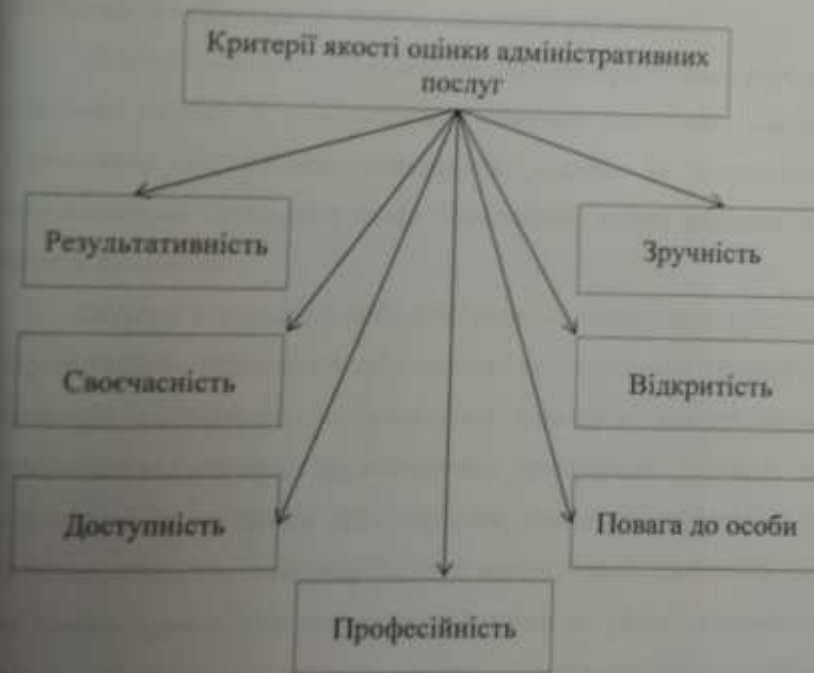 Критерії якості оцінки адміністративних
послуг
Результативність
Зручність
Своєчасність
Відкритість
Доступність
Повага до особи
Професійність